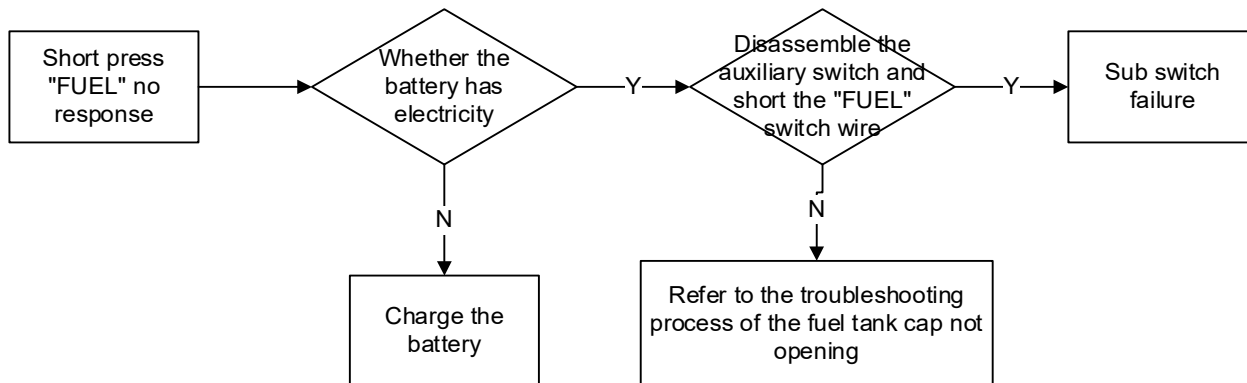 Short press
"FUEL" no
response
Whether the
battery has
electricity
Y
Disassemble the
auxiliary switch and
short the "FUEL"
switch wire
Y
Sub switch
failure
N
N
Charge the
battery
Refer to the troubleshooting
process of the fuel tank cap not
opening